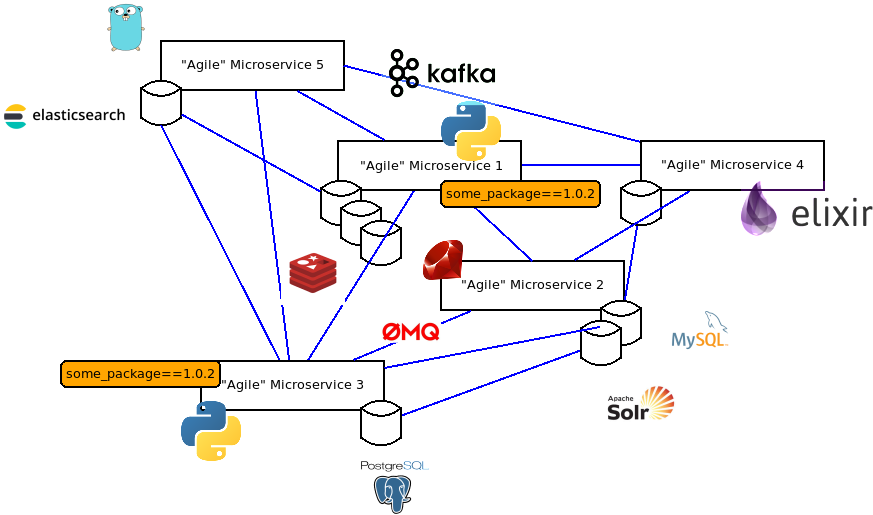 "Agile" Microservice 5
kafka
elasticsearch
"Agile" Microservice 1
"Agile" Microservice 4
some_package==1.0.2
elixir
"Agile" Microservice 2
ØMQ
MySQL
some_package==1.0.2
"Agile" Microservice 3
Apache
Solr
PostgreSQL